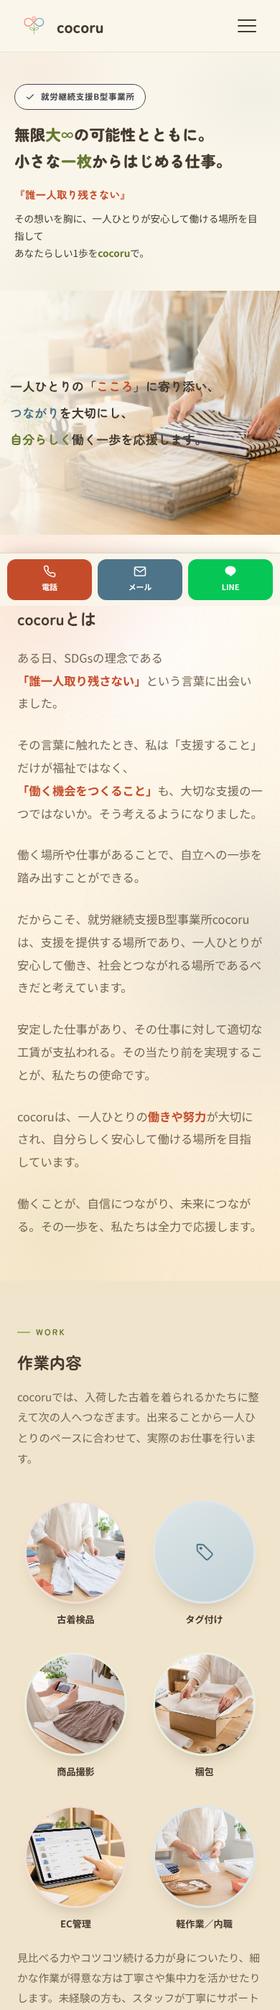 cocoru
就労継続支援B型事業所
無限大∞の可能性とともに。
小さな一枚からはじめる仕事。
『誰一人取り残さない』
その想いを胸に、一人ひとりが安心して働ける場所を目
指して
あなたらしい1歩をcocoruで。
一人ひとりの「こころ」に寄り添い、
つながりを大切にし、
自分らしく働く一歩を応援します。
電話
メール
LINE
cocoruとは
ある日、SDGsの理念である
「誰一人取り残さない」という言葉に出会い
ました。
その言葉に触れたとき、私は「支援すること」
だけが福祉ではなく、
「働く機会をつくること」も、大切な支援の一
つではないか。そう考えるようになりました。
働く場所や仕事があることで、自立への一歩を
踏み出すことができる。
だからこそ、就労継続支援B型事業所cocoru
は、支援を提供する場所であり、一人ひとりが
安心して働き、社会とつながれる場所であるべ
きだと考えています。
安定した仕事があり、その仕事に対して適切な
工賃が支払われる。その当たり前を実現するこ
とが、私たちの使命です。
cocoruは、一人ひとりの働きや努力が大切に
され、自分らしく安心して働ける場所を目指
しています。
働くことが、自信につながり、未来につなが
る。その一歩を、私たちは全力で応援します。
WORK
作業内容
cocoruでは、入荷した古着を着られるかたちに整
えて次の人へつなぎます。出来ることから一人ひ
とりのペースに合わせて、実際のお仕事を行いま
す。
古着検品
タグ付け
商品撮影
梱包
EC管理
軽作業／内職
見比べる力やコツコツ続ける力が身についたり、細
かな作業が得意な方は丁寧さや集中力を活かせたり
します。未経験の方も、スタッフが丁寧にサポート